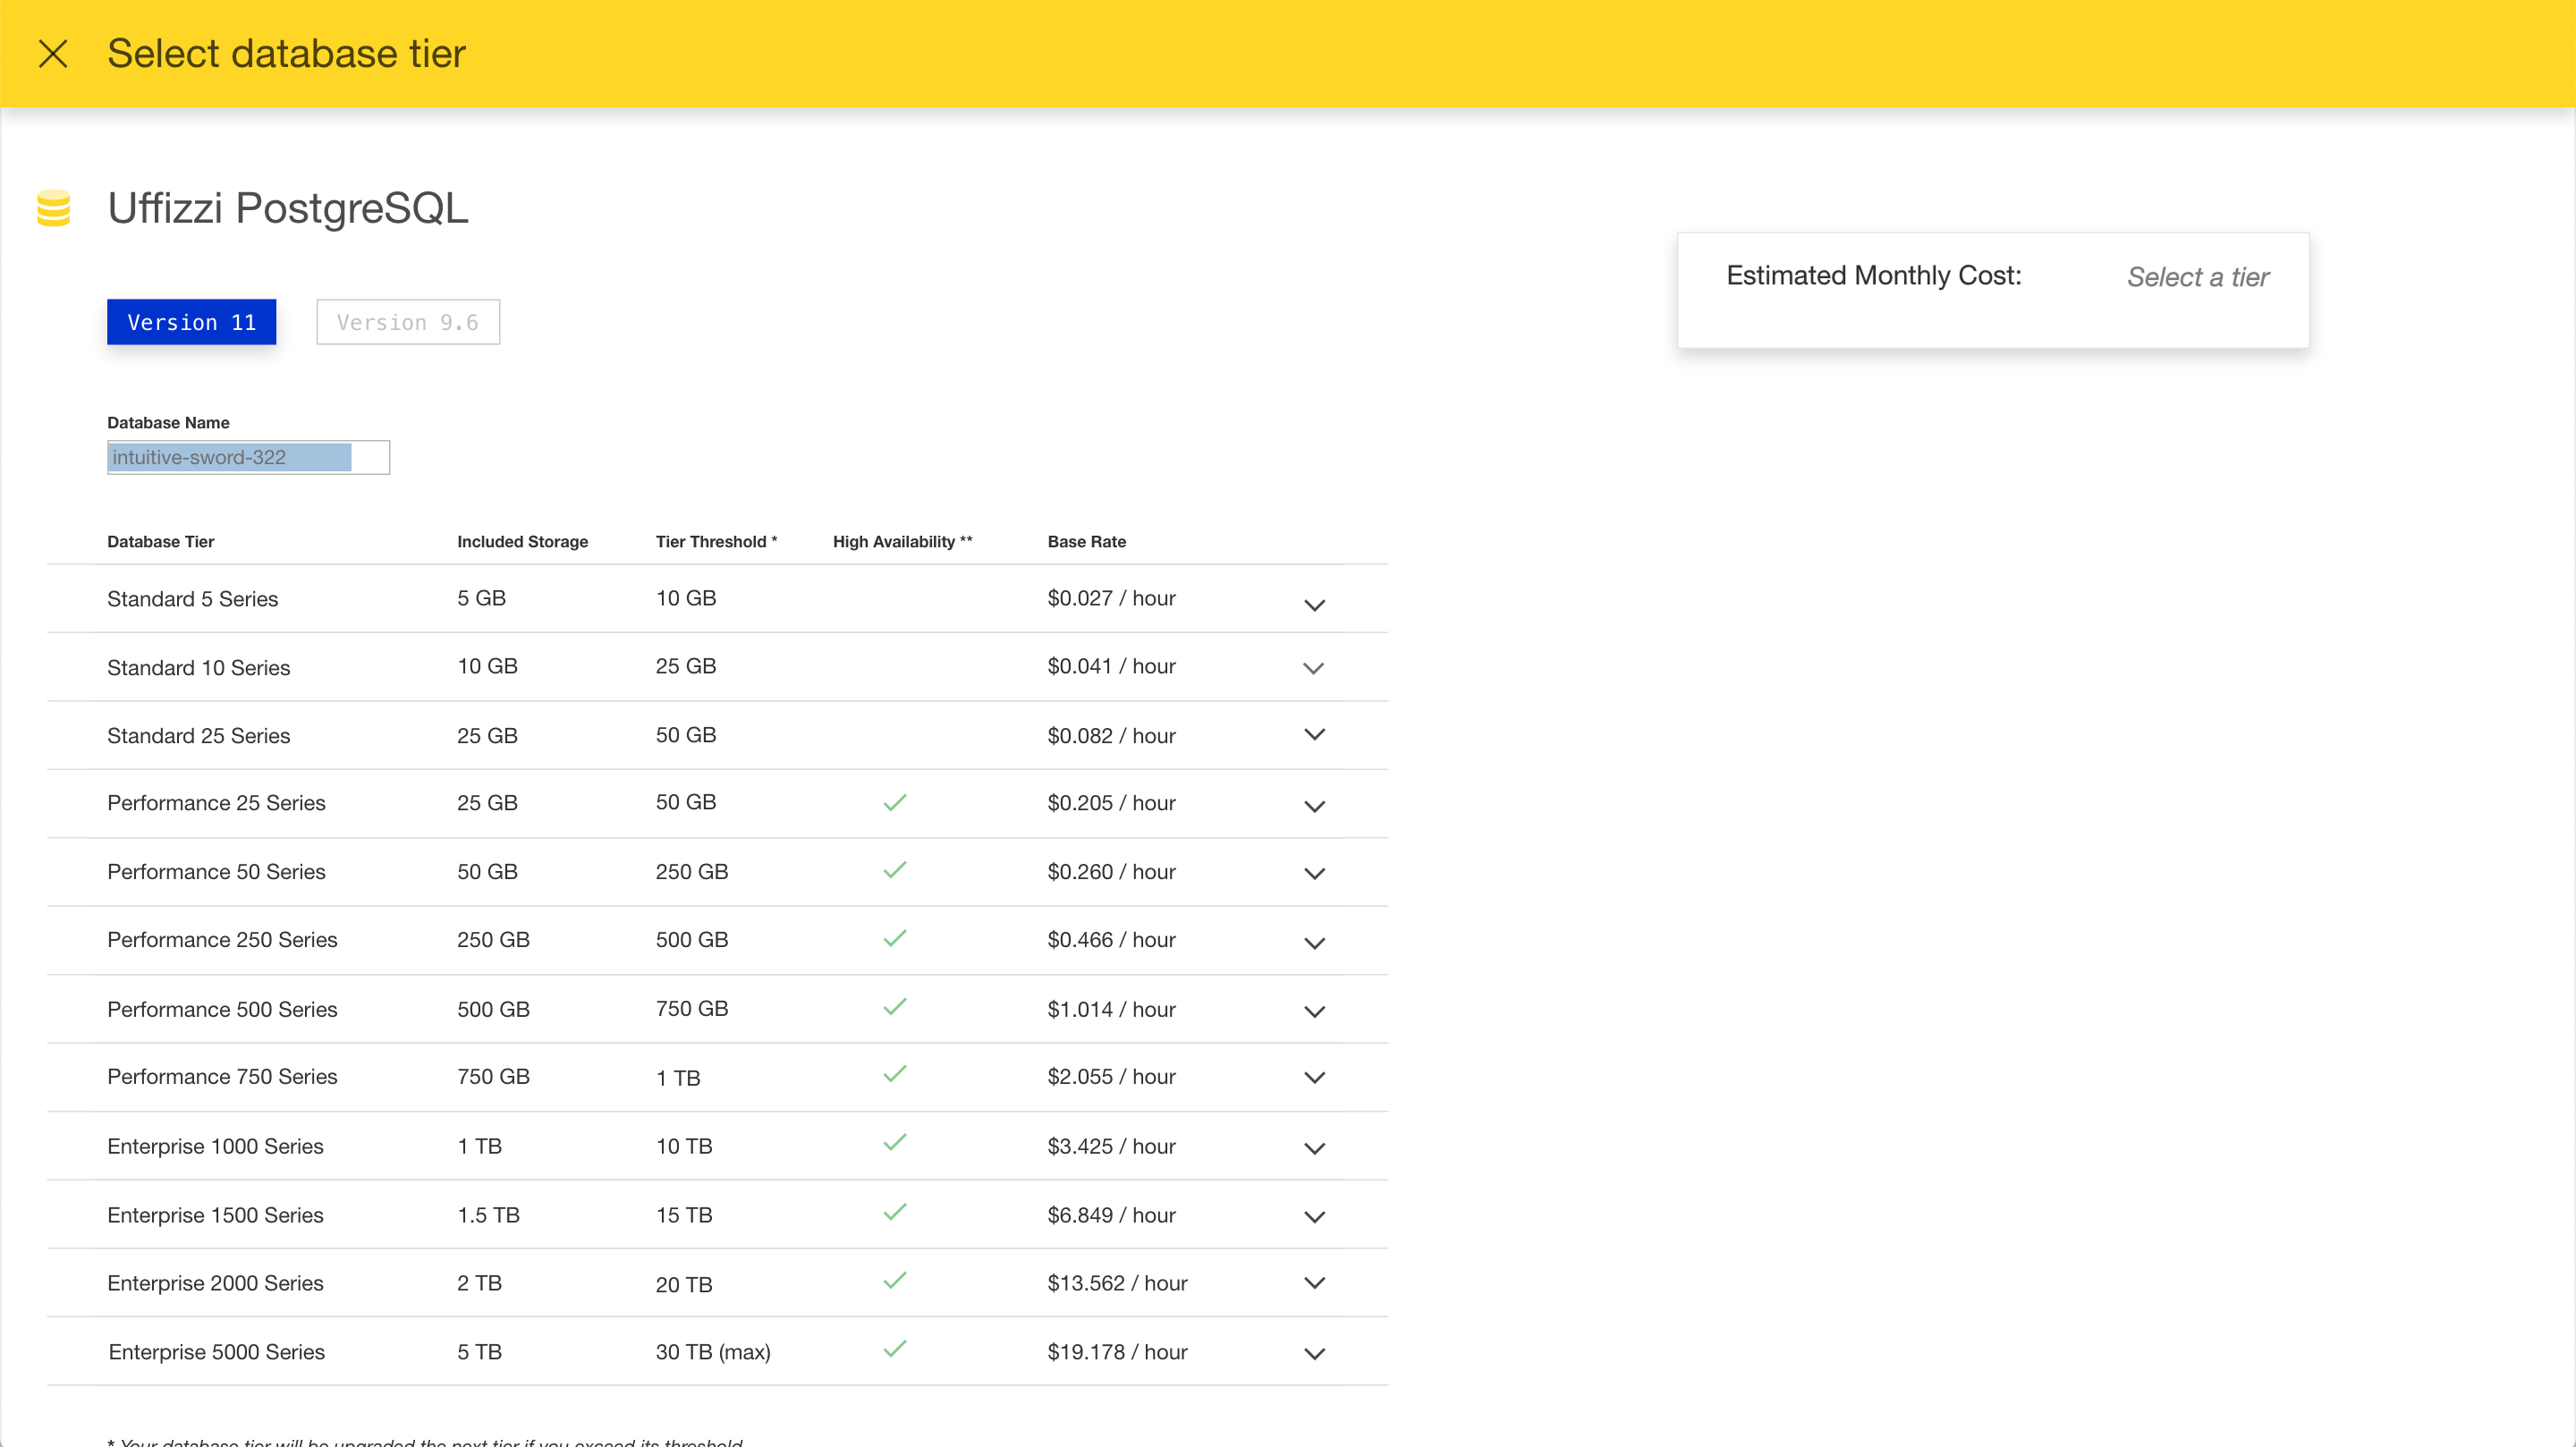 Select database tier
Uffizzi PostgreSQL
Estimated Monthly Cost: Select a tier
Version 11 Version 9.6
Database Name
intuitive-sword-322
Database Tier Included Storage Tier Threshold * High Availability ** Base Rate
Standard 5 Series 5 GB 10 GB $0.027 / hour
Standard 10 Series 10 GB 25 GB $0.041 / hour
Standard 25 Series 25 GB 50 GB $0.082 / hour
Performance 25 Series 25 GB 50 GB $0.205 / hour
Performance 50 Series 50 GB 250 GB $0.260 / hour
Performance 250 Series 250 GB 500 GB $0.466 / hour
Performance 500 Series 500 GB 750 GB $1.014 / hour
Performance 750 Series 750 GB 1 TB $2.055 / hour
Enterprise 1000 Series 1 TB 10 TB $3.425 / hour
Enterprise 1500 Series 1.5 TB 15 TB $6.849 / hour
Enterprise 2000 Series 2 TB 20 TB $13.562 / hour
Enterprise 5000 Series 5 TB 30 TB (max) $19.178 / hour
* Your database tier will be upgraded the next tier if you exceed its threshold